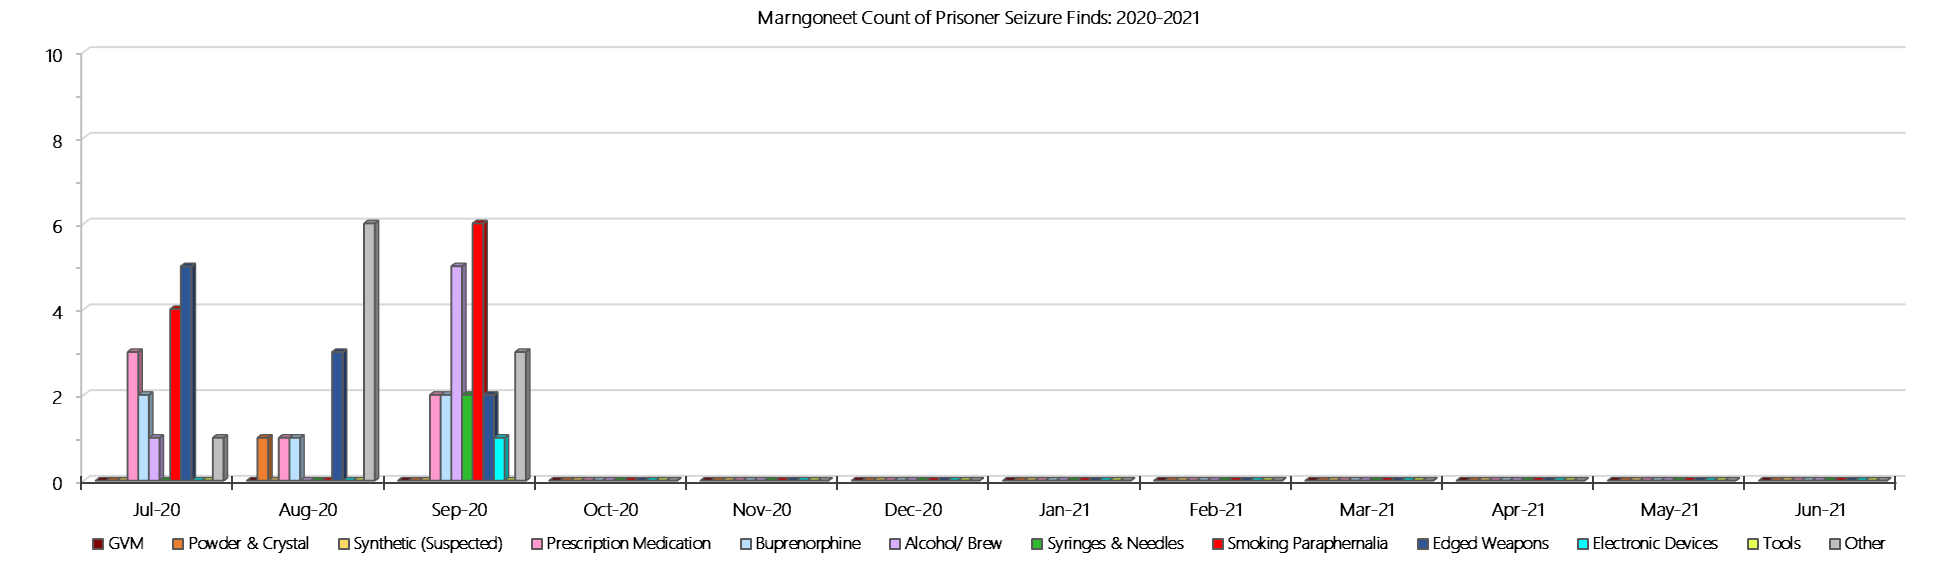 Marngoneet Count of Prisoner Seizure Finds: 2020-2021
10
8
6
4
2
0
Jul-20 Aug-20 Sep-20 Oct-20 Nov-20 Dec-20 Jan-21 Feb-21 Mar-21 Apr-21 May-21 Jun-21
GVM Powder & Crystal Synthetic (Suspected) Prescription Medication Buprenorphine Alcohol/ Brew Syringes & Needles Smoking Paraphernalia Edged Weapons Electronic Devices Tools Other